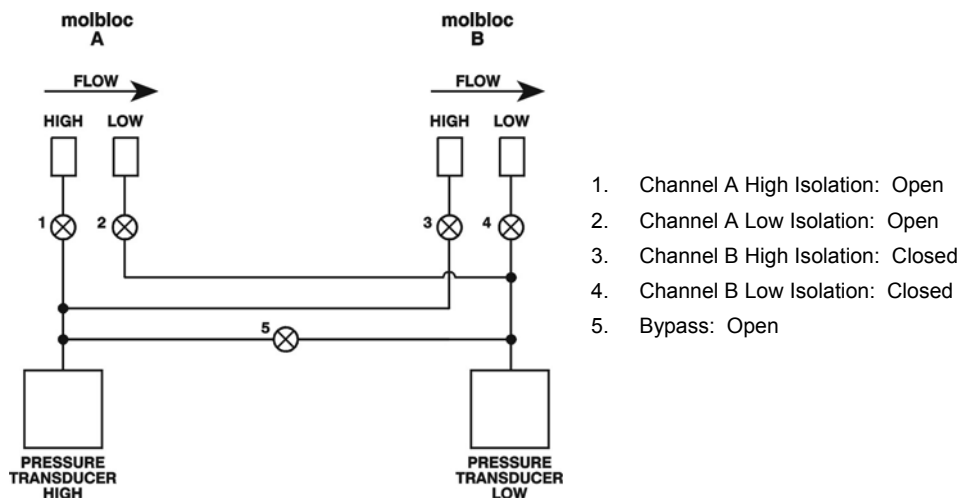 molbloc
A
molbloc
B
FLOW
FLOW
HIGH LOW
HIGH LOW
1
2
3
4
5
PRESSURE
TRANSDUCER
HIGH
PRESSURE
TRANSDUCER
LOW
1. Channel A High Isolation: Open
2. Channel A Low Isolation: Open
3. Channel B High Isolation: Closed
4. Channel B Low Isolation: Closed
5. Bypass: Open